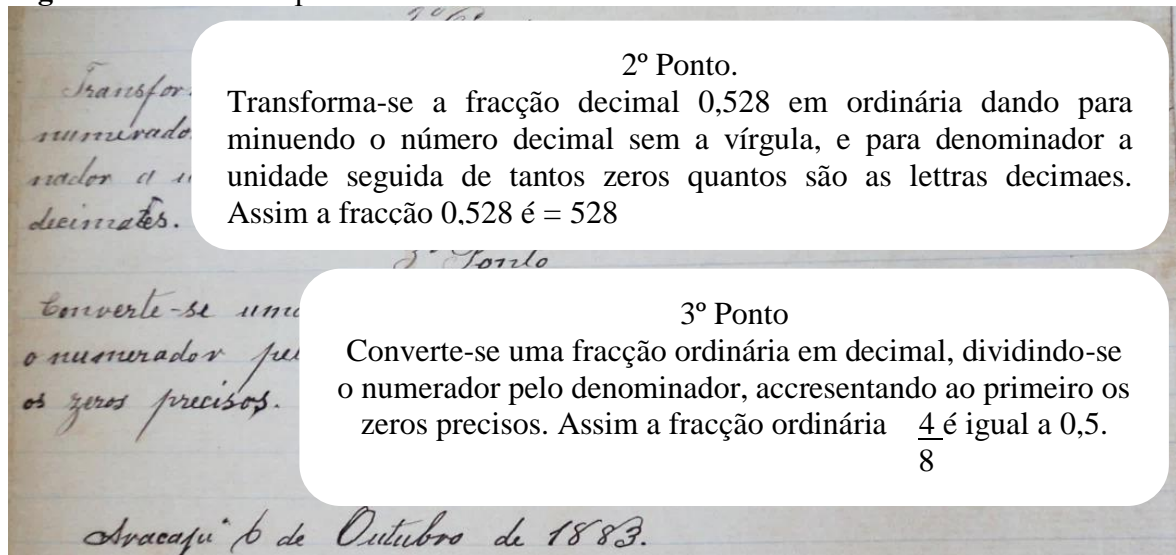 2º Ponto.
Transforma-se a fracção decimal 0,528 em ordinária dando para
minuendo o número decimal sem a vírgula, e para denominador a
unidade seguida de tantos zeros quantos são as lettras decimaes.
Assim a fracção 0,528 é = 528
Transfor
numerado
nador a u
decimaes.
3º Ponto
3º Ponto
Converte-se uma fracção ordinária em decimal, dividindo-se
o numerador pelo denominador, accresentando ao primeiro os
zeros precisos. Assim a fracção ordinária 4 é igual a 0,5.
8
Converte-se uma
o numerador pel
os zeros precisos.
Aracajú 6 de Outubro de 1883.